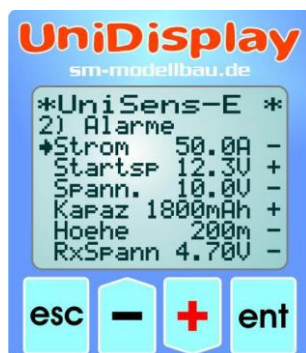 UniDisplay
sm-modellbau.de
*UniSens-E *
2) Alarme
➔Strom 50.0A -
Startsp 12.3V +
Spann. 10.0V -
Kapaz 1800mAh +
Hoehe 200m -
RxSpann 4.70V -
esc - + ent